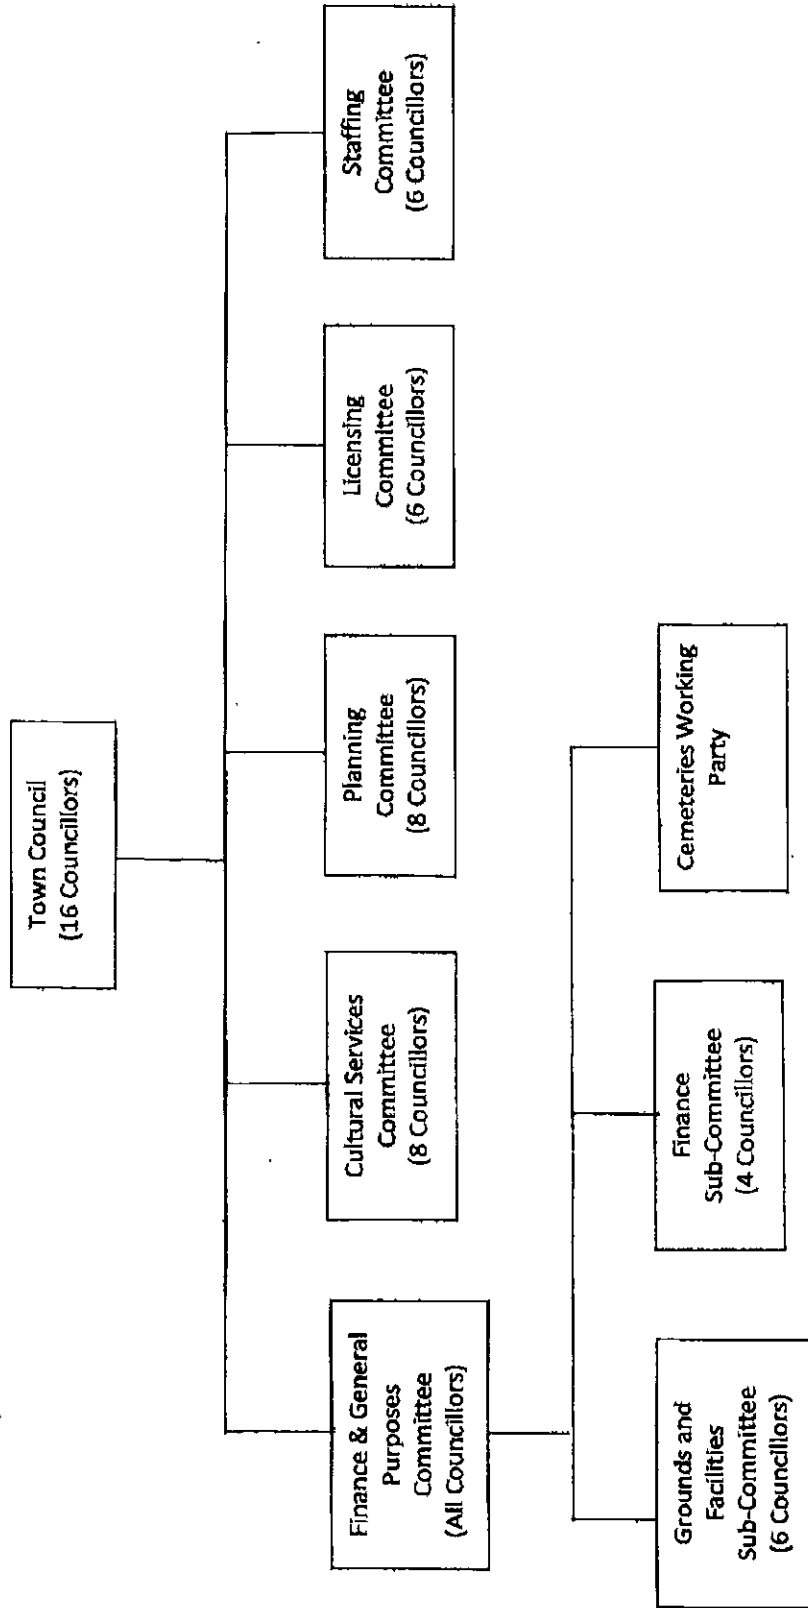 Town Council
(16 Councillors)
Finance & General
Purposes
Committee
(All Councillors)
Cultural Services
Committee
(8 Councillors)
Planning
Committee
(8 Councillors)
Licensing
Committee
(6 Councillors)
Staffing
Committee
(6 Councillors)
Grounds and
Facilities
Sub-Committee
(6 Councillors)
Finance
Sub-Committee
(4 Councillors)
Cemeteries Working
Party